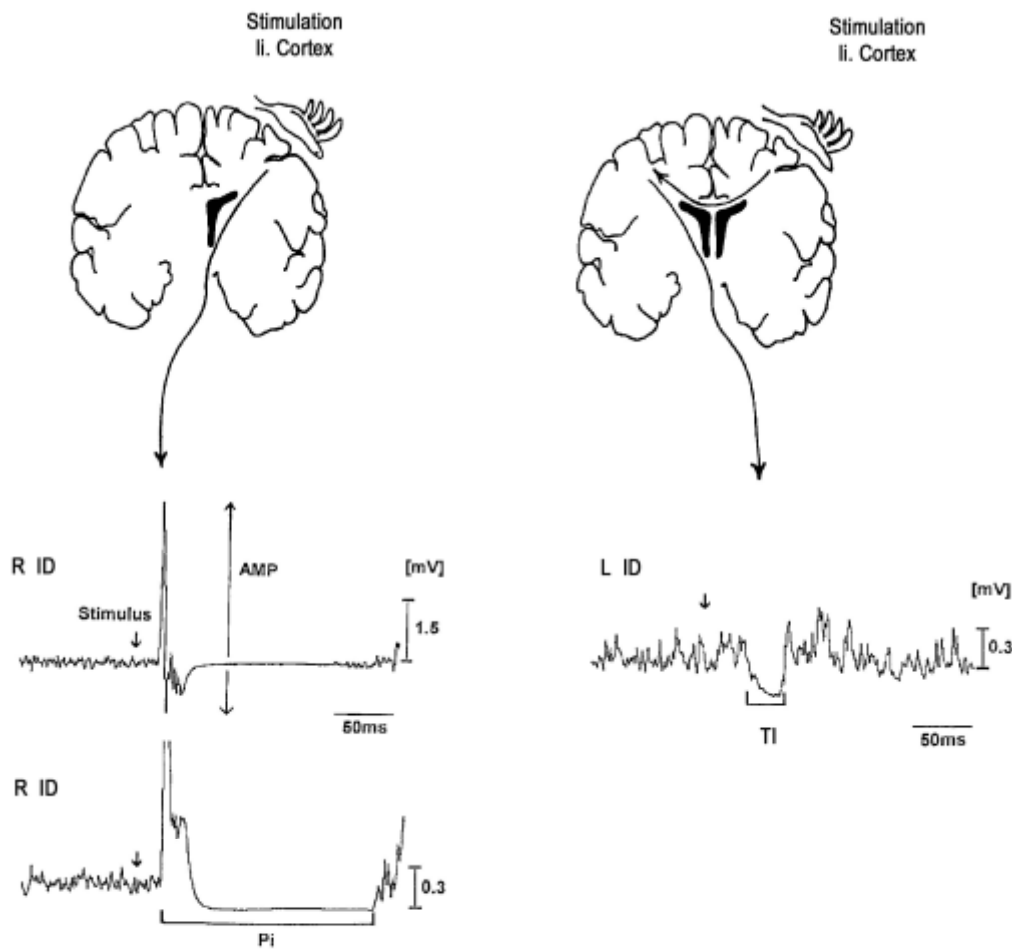 Stimulation
li. Cortex
Stimulation
li. Cortex
R ID
Stimulus
AMP
[mV]
1.5
50ms
R ID
0.3
Pi
L ID
[mV]
0.3
TI
50ms